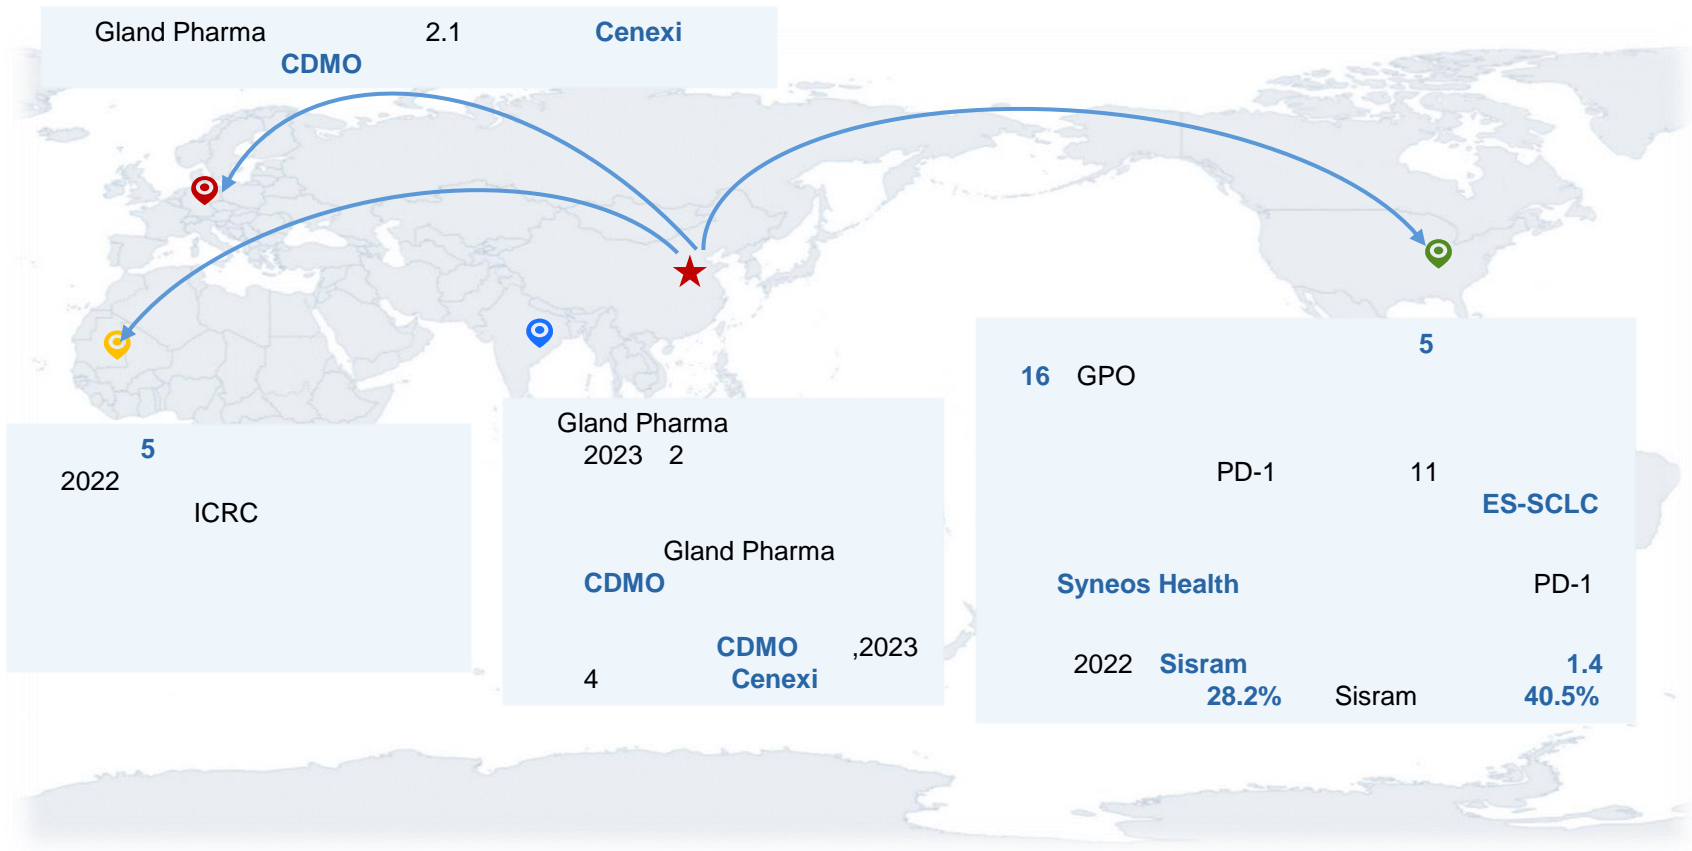 Gland Pharma 2.1 Cenexi
CDMO
5
2022
ICRC
Gland Pharma
2023 2
Gland Pharma
CDMO
CDMO ,2023
4 Cenexi
5
16 GPO
PD-1 11
ES-SCLC
Syneos Health PD-1
2022 Sisram 1.4
28.2% Sisram 40.5%